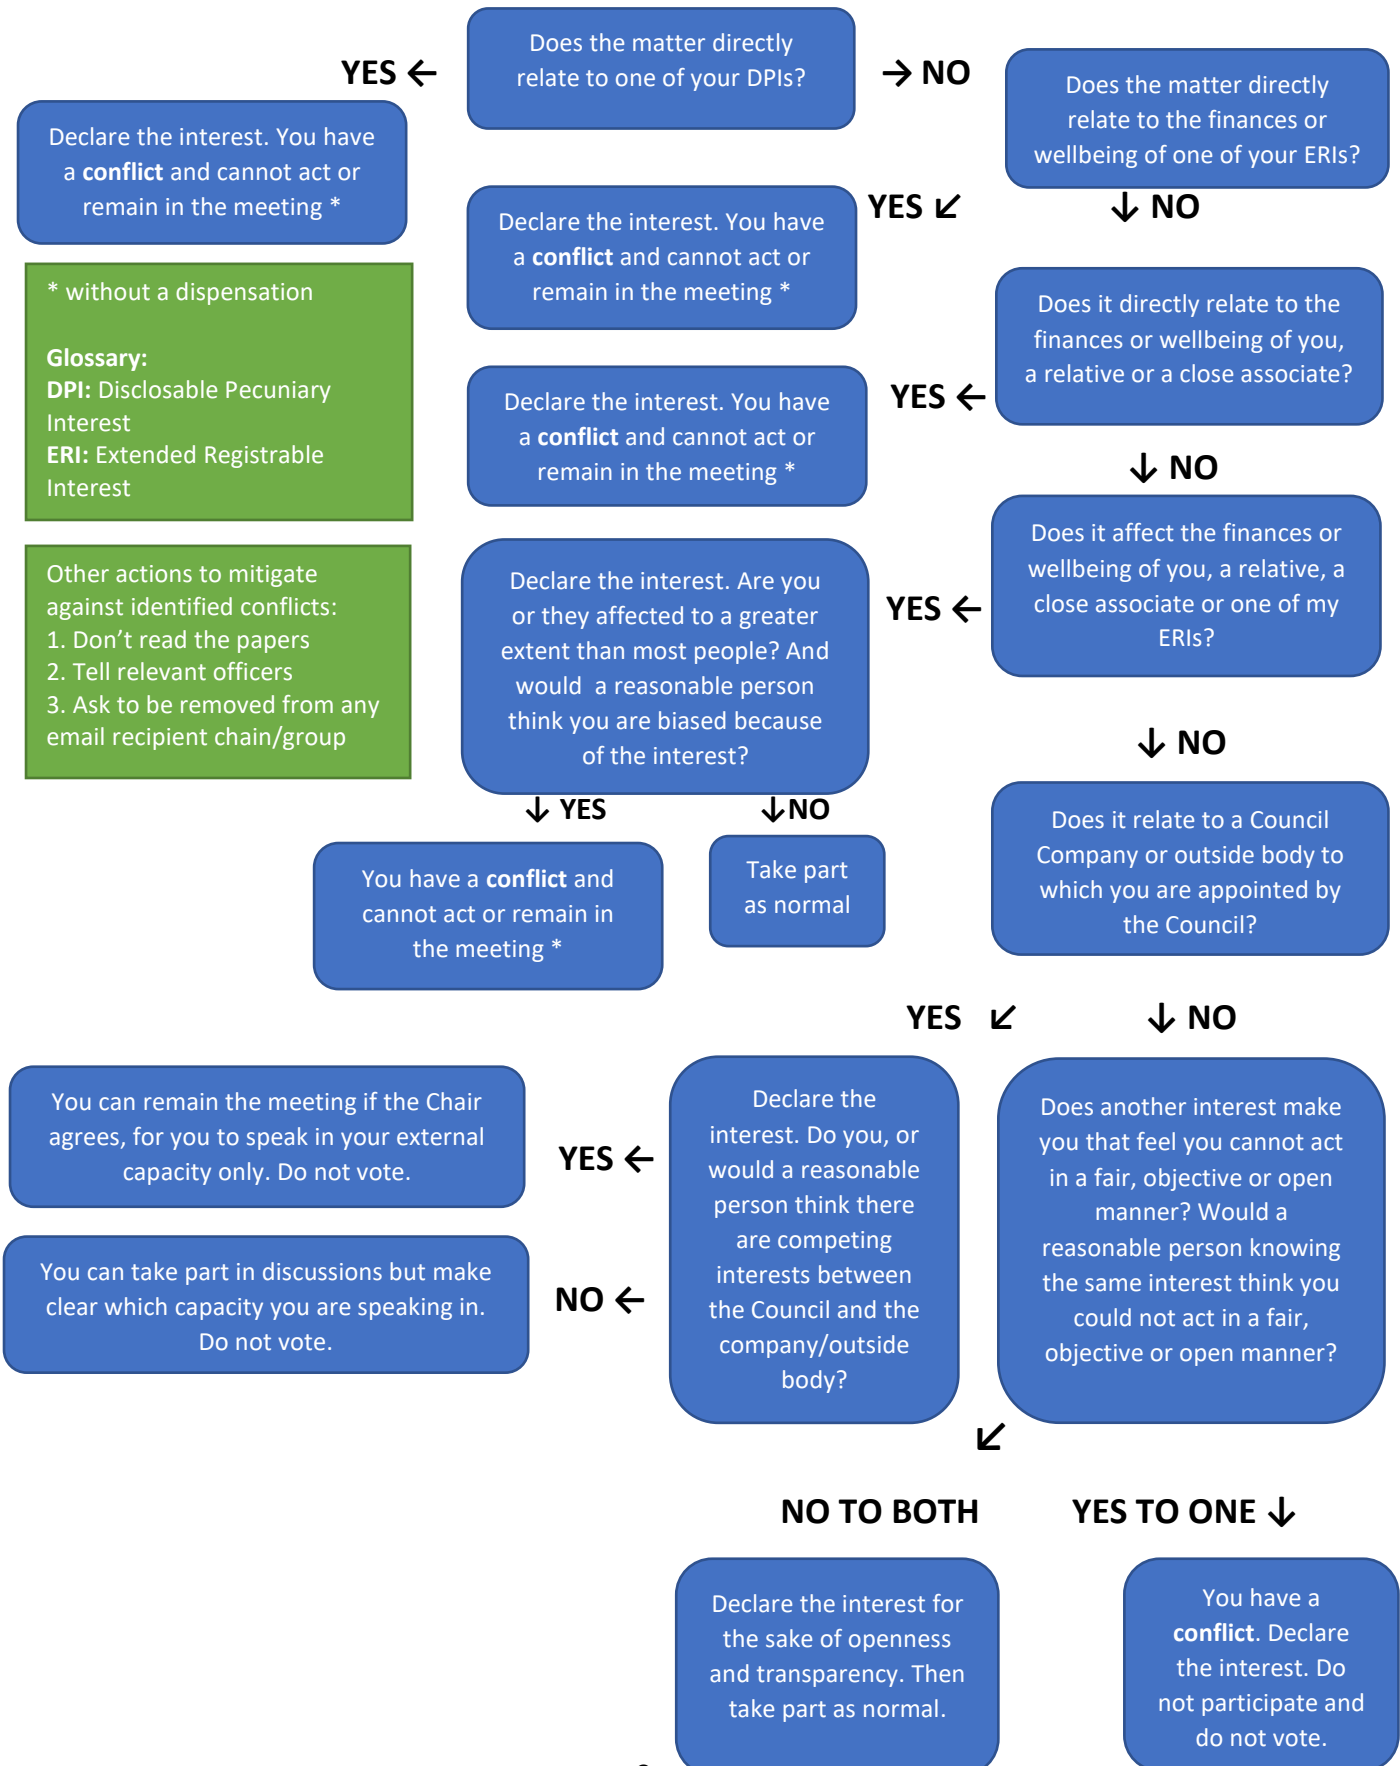 Does the matter directly
relate to one of your DPIs?
YES ←
→ NO
Declare the interest. You have
a conflict and cannot act or
remain in the meeting *
Does the matter directly
relate to the finances or
wellbeing of one of your ERIs?
YES ↙
↓ NO
Declare the interest. You have
a conflict and cannot act or
remain in the meeting *
* without a dispensation
Glossary:
DPI: Disclosable Pecuniary
Interest
ERI: Extended Registrable
Interest
Does it directly relate to the
finances or wellbeing of you,
a relative or a close associate?
YES ←
↓ NO
Declare the interest. You have
a conflict and cannot act or
remain in the meeting *
Does it affect the finances or
wellbeing of you, a relative, a
close associate or one of my
ERIs?
YES ←
↓ NO
Declare the interest. Are you
or they affected to a greater
extent than most people? And
would a reasonable person
think you are biased because
of the interest?
Other actions to mitigate
against identified conflicts:
1. Don’t read the papers
2. Tell relevant officers
3. Ask to be removed from any
email recipient chain/group
↓ YES
↓NO
You have a conflict and
cannot act or remain in
the meeting *
Take part
as normal
Does it relate to a Council
Company or outside body to
which you are appointed by
the Council?
YES ↙
↓ NO
Declare the
interest. Do you, or
would a reasonable
person think there
are competing
interests between
the Council and the
company/outside
body?
YES ←
You can remain the meeting if the Chair
agrees, for you to speak in your external
capacity only. Do not vote.
NO ←
You can take part in discussions but make
clear which capacity you are speaking in.
Do not vote.
Does another interest make
you that feel you cannot act
in a fair, objective or open
manner? Would a
reasonable person knowing
the same interest think you
could not act in a fair,
objective or open manner?
↙
NO TO BOTH
YES TO ONE ↓
Declare the interest for
the sake of openness
and transparency. Then
take part as normal.
You have a
conflict. Declare
the interest. Do
not participate and
do not vote.